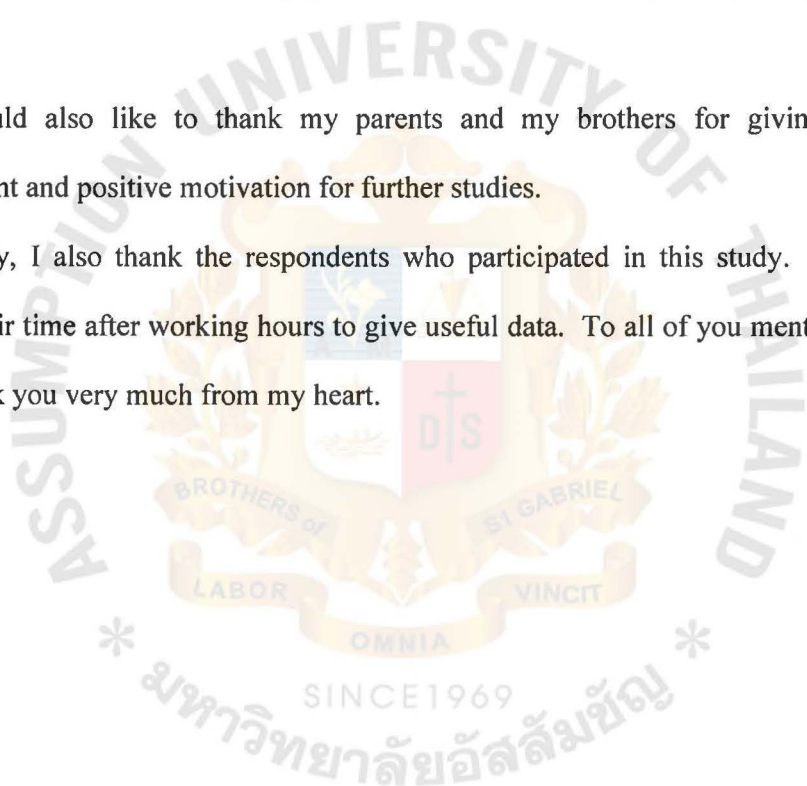 ld also like to thank my parents and my brothers for givin
nt and positive motivation for further studies.
y, I also thank the respondents who participated in this study.
ir time after working hours to give useful data. To all of you ment
k you very much from my heart.
ASSUMPTION UNIVERSITY OF THAILAND
D S
BROTHERS of ST GABRIEL
LABOR
VINCIT
OMNIA
SINCE1969
* มหาวิทยาลัยอัสสัมชัญ *